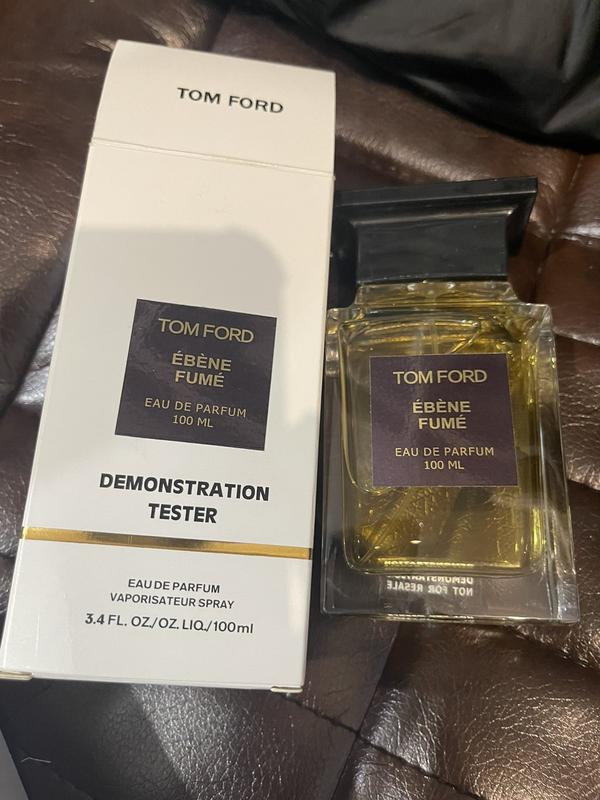 TOM FORD
TOM FORD
ÉBÈNE
FUMÉ
EAU DE PARFUM
100 ML
DEMONSTRATION
TESTER
EAU DE PARFUM
VAPORISATEUR SPRAY
3.4 FL. OZ./OZ. LIQ./100ml
TOM FORD
ÉBÈNE
FUMÉ
EAU DE PARFUM
100 ML
DEMONSTRATION
NOT FOR RESALE